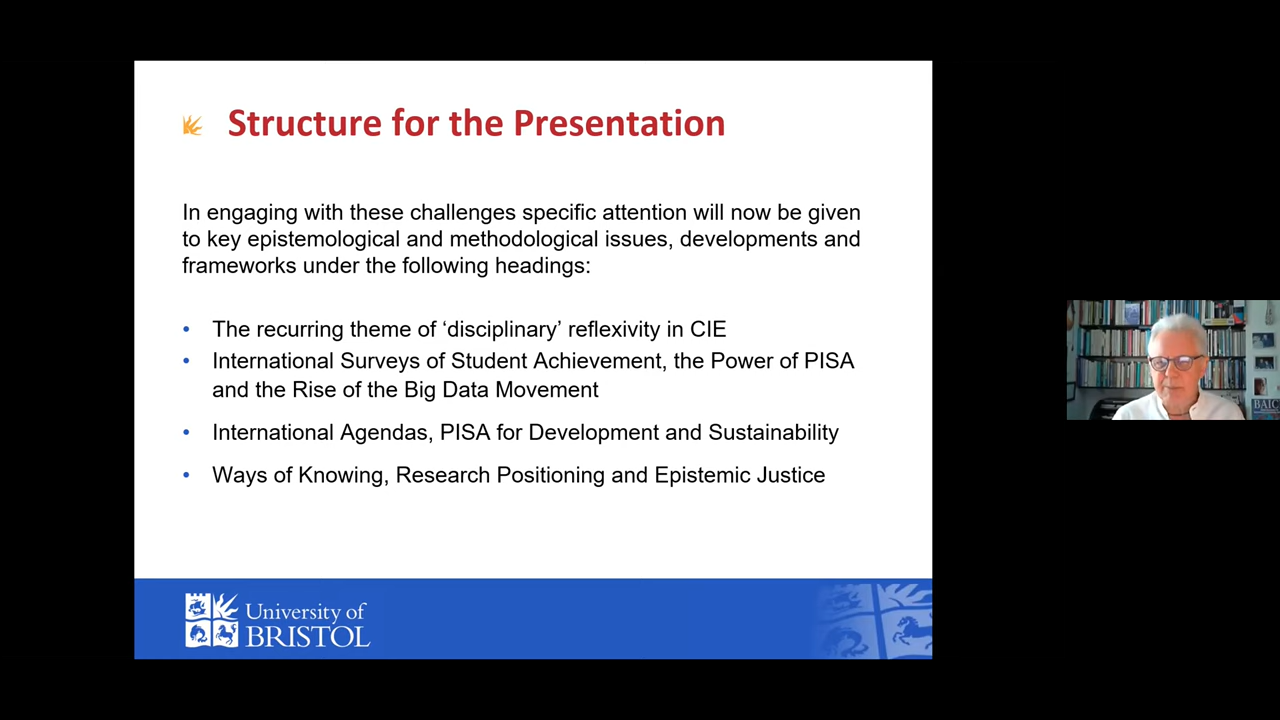 Structure for the Presentation
In engaging with these challenges specific attention will now be given
to key epistemological and methodological issues, developments and
frameworks under the following headings:
• The recurring theme of ‘disciplinary’ reflexivity in CIE
• International Surveys of Student Achievement, the Power of PISA
and the Rise of the Big Data Movement
• International Agendas, PISA for Development and Sustainability
• Ways of Knowing, Research Positioning and Epistemic Justice
University of
BRISTOL